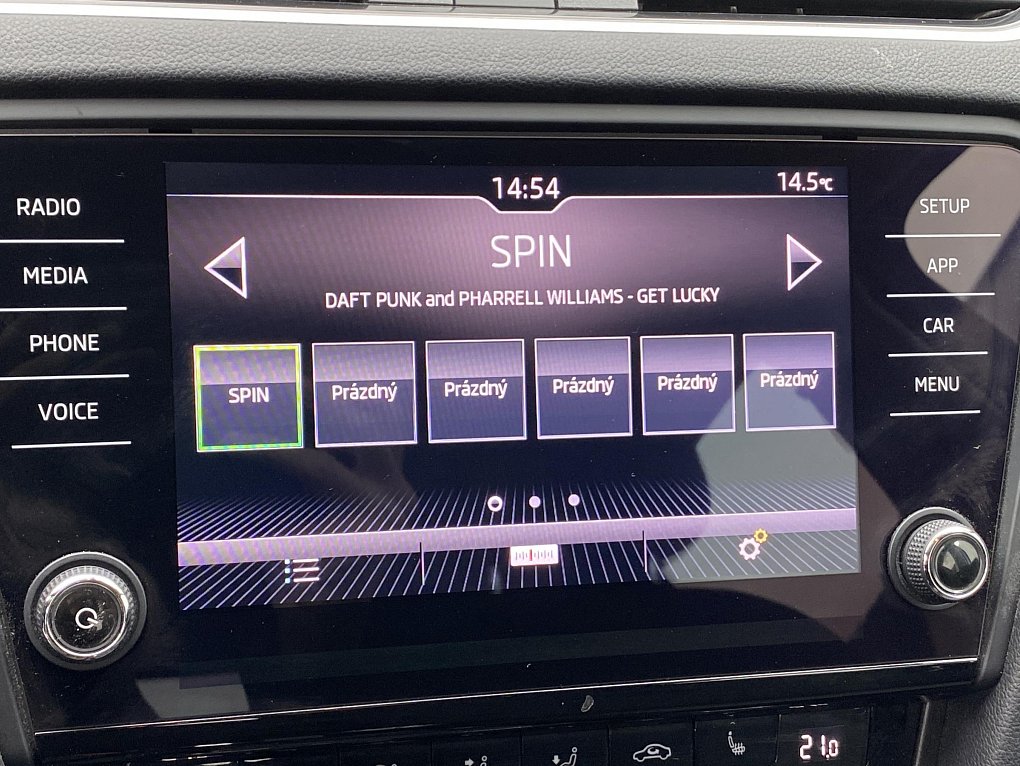 14:54
14.5°C
RADIO
MEDIA
PHONE
VOICE
SPIN
DAFT PUNK and PHARRELL WILLIAMS - GET LUCKY
SPIN
Prázdný
Prázdný
Prázdný
Prázdný
Prázdný
SETUP
APP
CAR
MENU
21.0